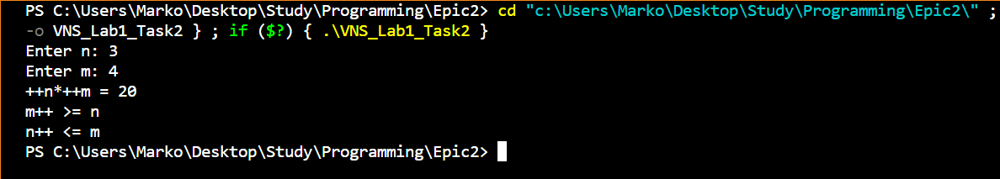 PS C:\Users\Marko\Desktop\Study\Programming\Epic2> cd "c:\Users\Marko\Desktop\Study\Programming\Epic2\" ;
-o VNS_Lab1_Task2 } ; if ($?) { .\VNS_Lab1_Task2 }
Enter n: 3
Enter m: 4
++n*++m = 20
m++ >= n
n++ <= m
PS C:\Users\Marko\Desktop\Study\Programming\Epic2>